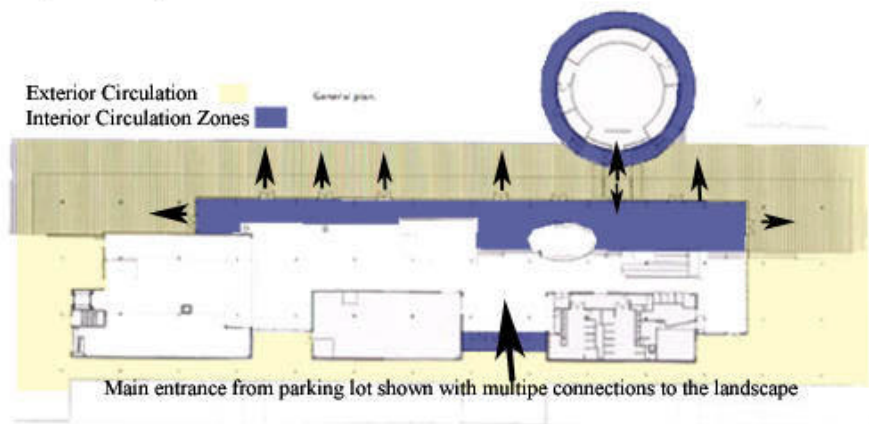 Exterior Circulation
General plan.
Interior Circulation Zones
Main entrance from parking lot shown with multipe connections to the landscape